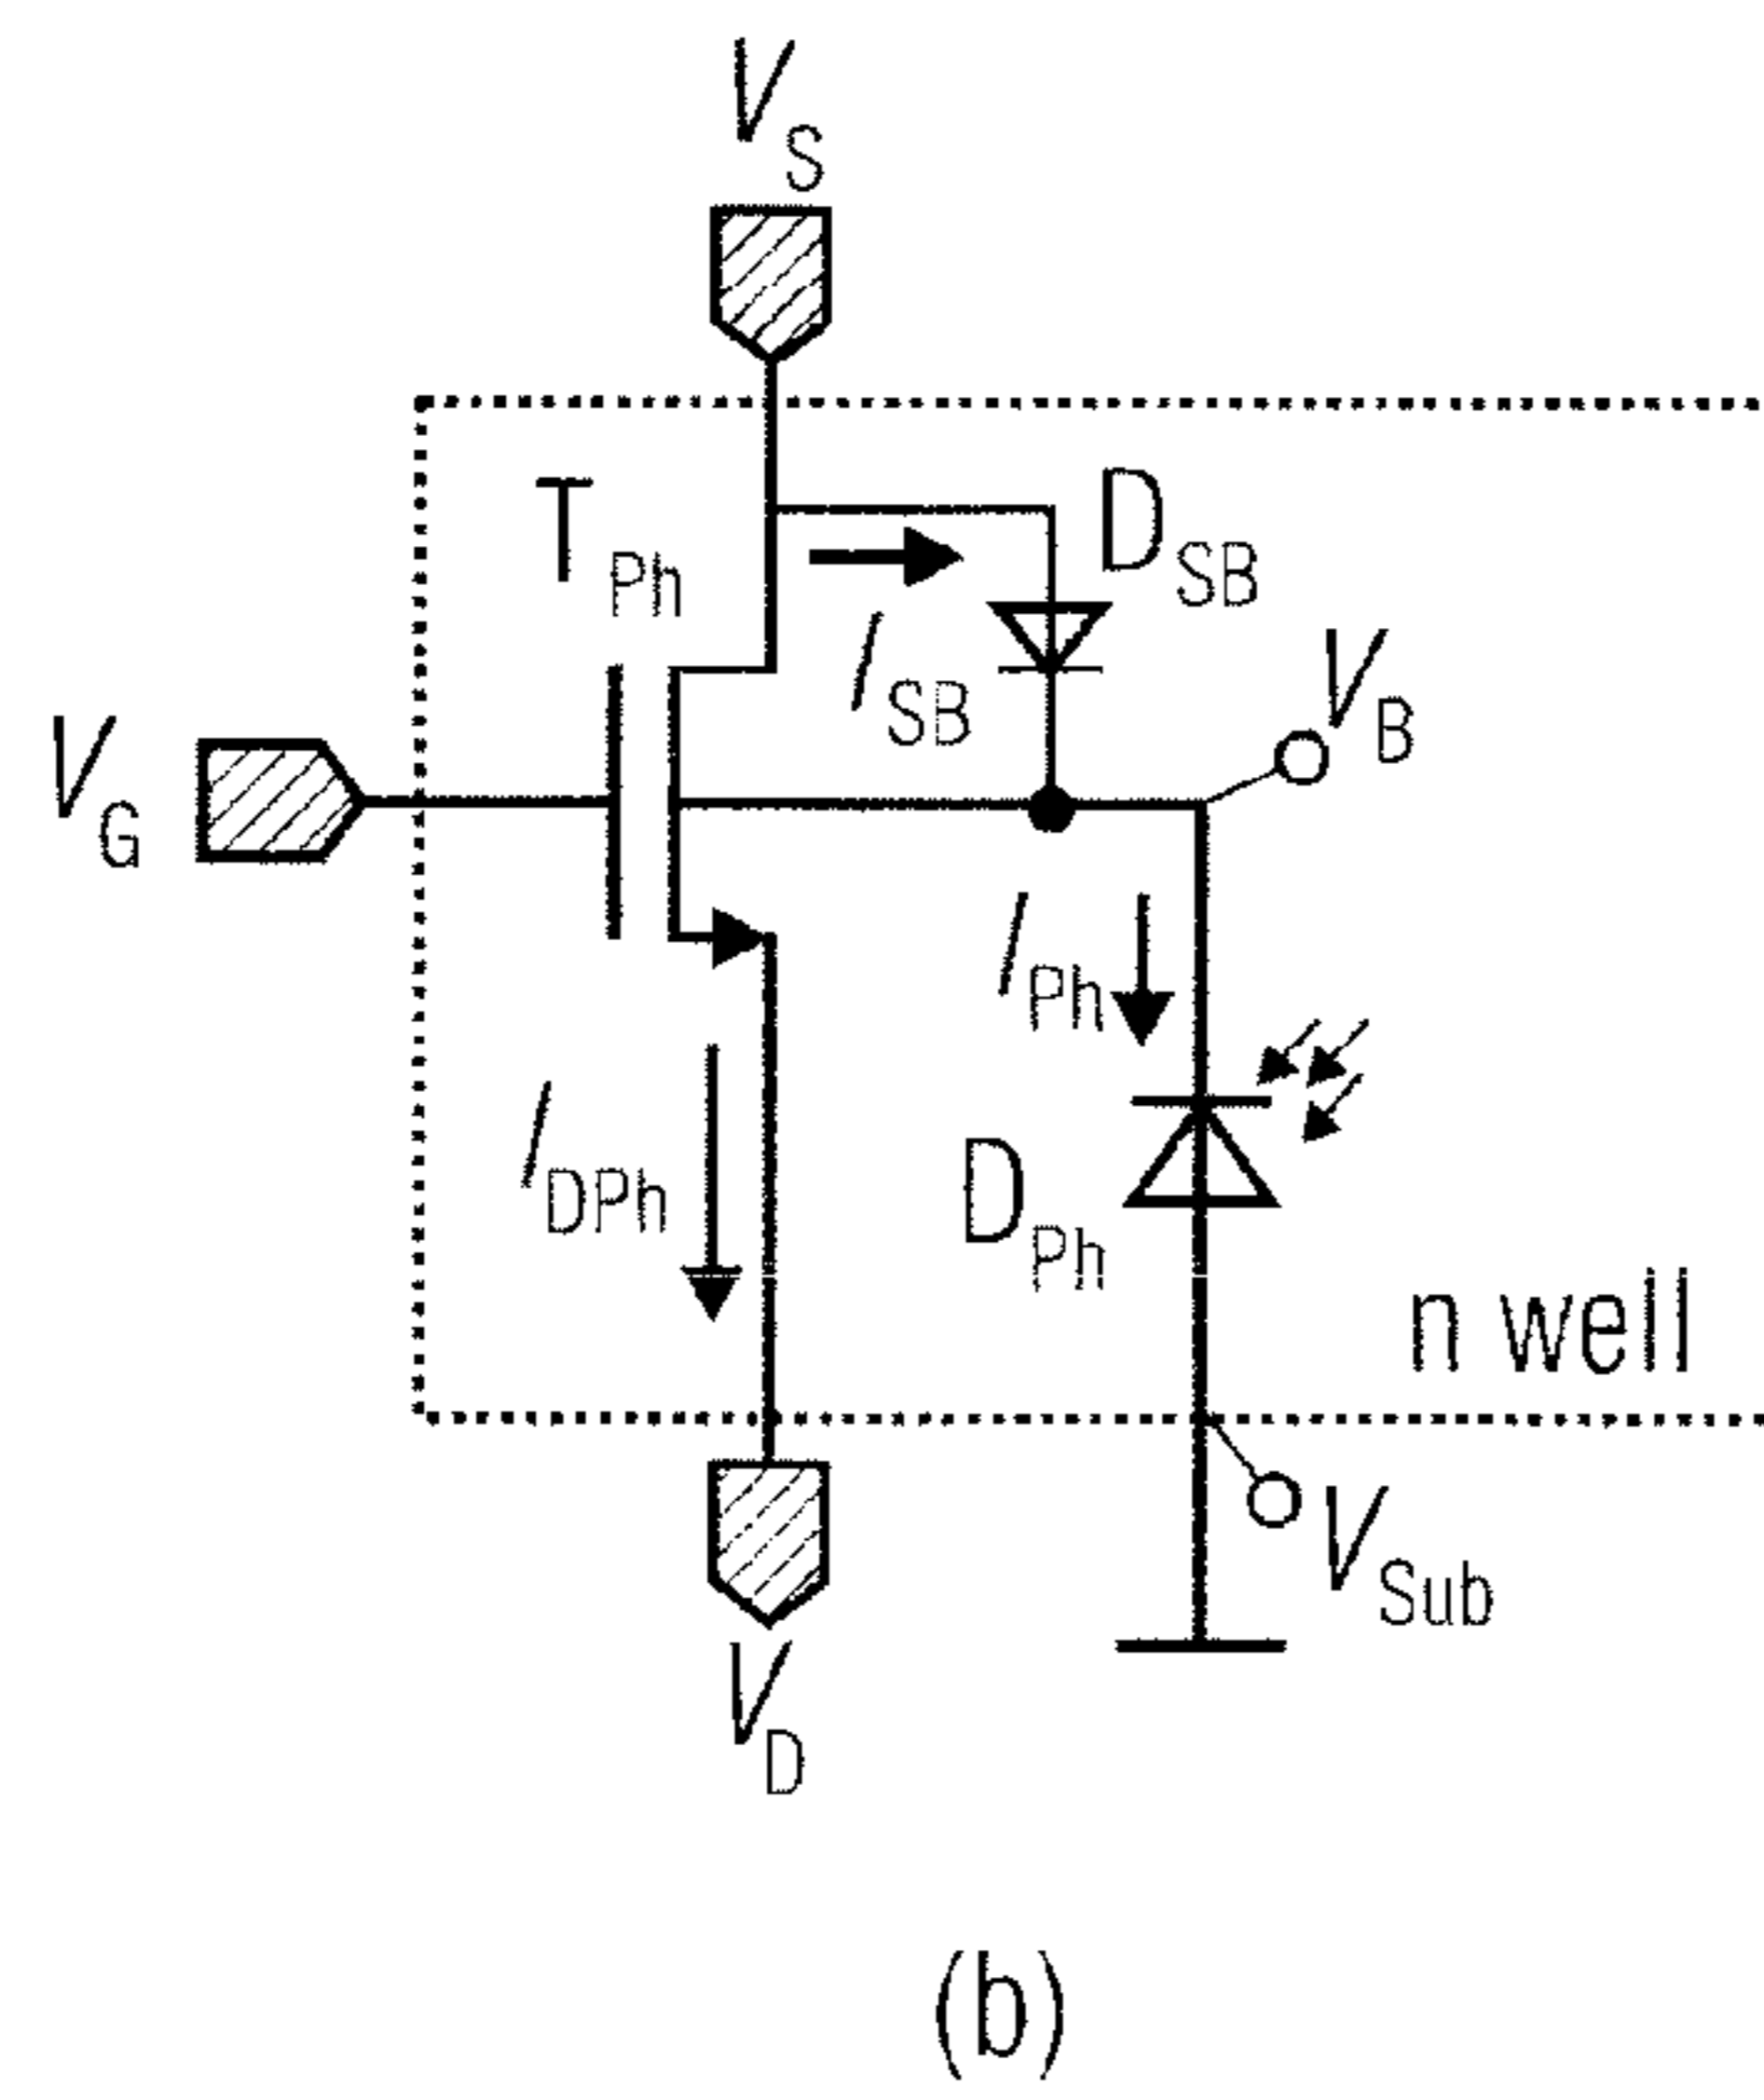 V_S
T_Ph
D_SB
I_SB
V_B
V_G
I_Ph
I_DPh
D_Ph
n well
V_Sub
V_D
(b)